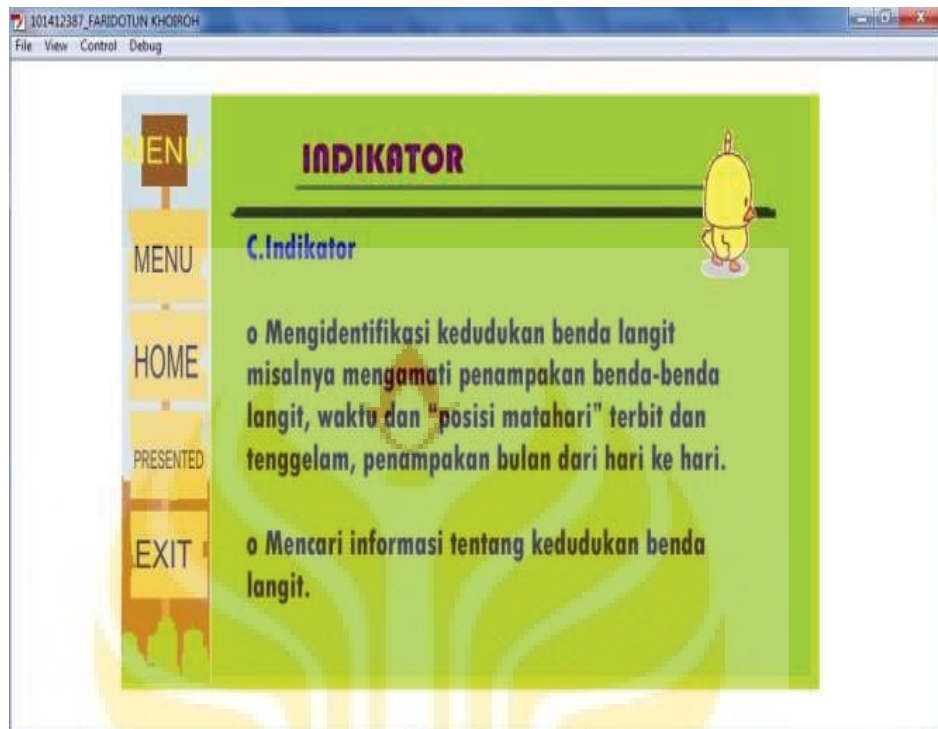 101412387_FARIDOTUN KHOIROH
File View Control Debug
MENU
MENU
HOME
PRESENTED
EXIT
INDIKATOR
C.Indikator
o Mengidentifikasi kedudukan benda langit
misalnya mengamati penampakan benda-benda
langit, waktu dan "posisi matahari" terbit dan
tenggelam, penampakan bulan dari hari ke hari.
o Mencari informasi tentang kedudukan benda
langit.